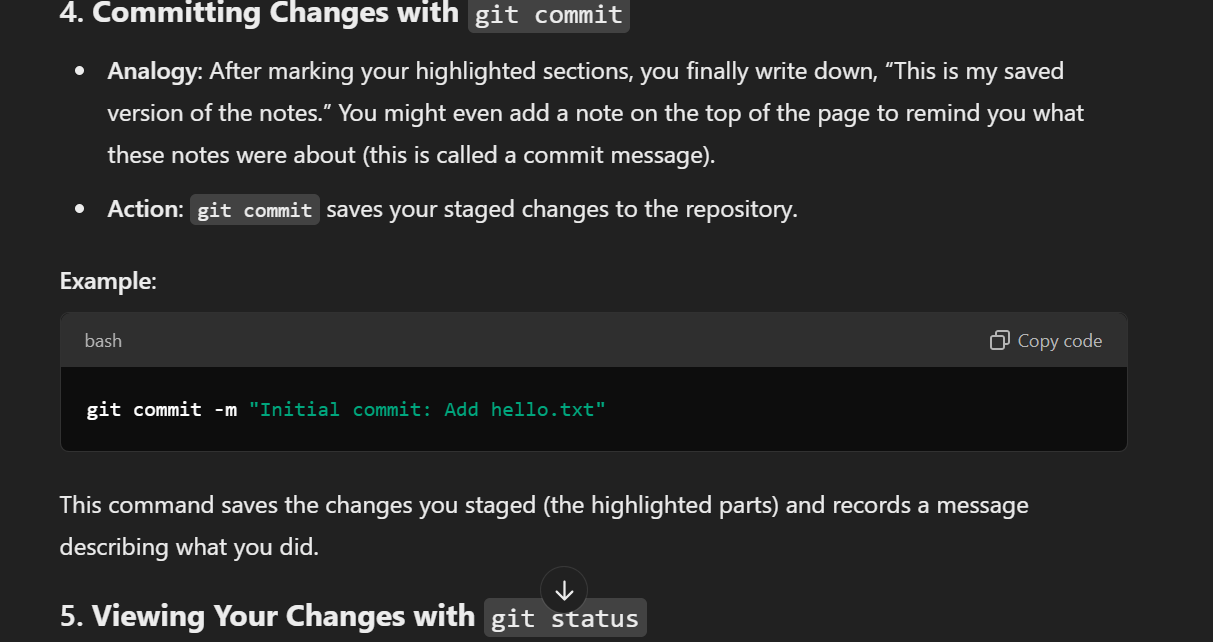 4. Committing Changes with git commit
• Analogy: After marking your highlighted sections, you finally write down, “This is my saved
version of the notes.” You might even add a note on the top of the page to remind you what
these notes were about (this is called a commit message).
• Action: git commit saves your staged changes to the repository.
Example:
bash
Copy code
git commit -m "Initial commit: Add hello.txt"
This command saves the changes you staged (the highlighted parts) and records a message
describing what you did.
5. Viewing Your Changes with git status